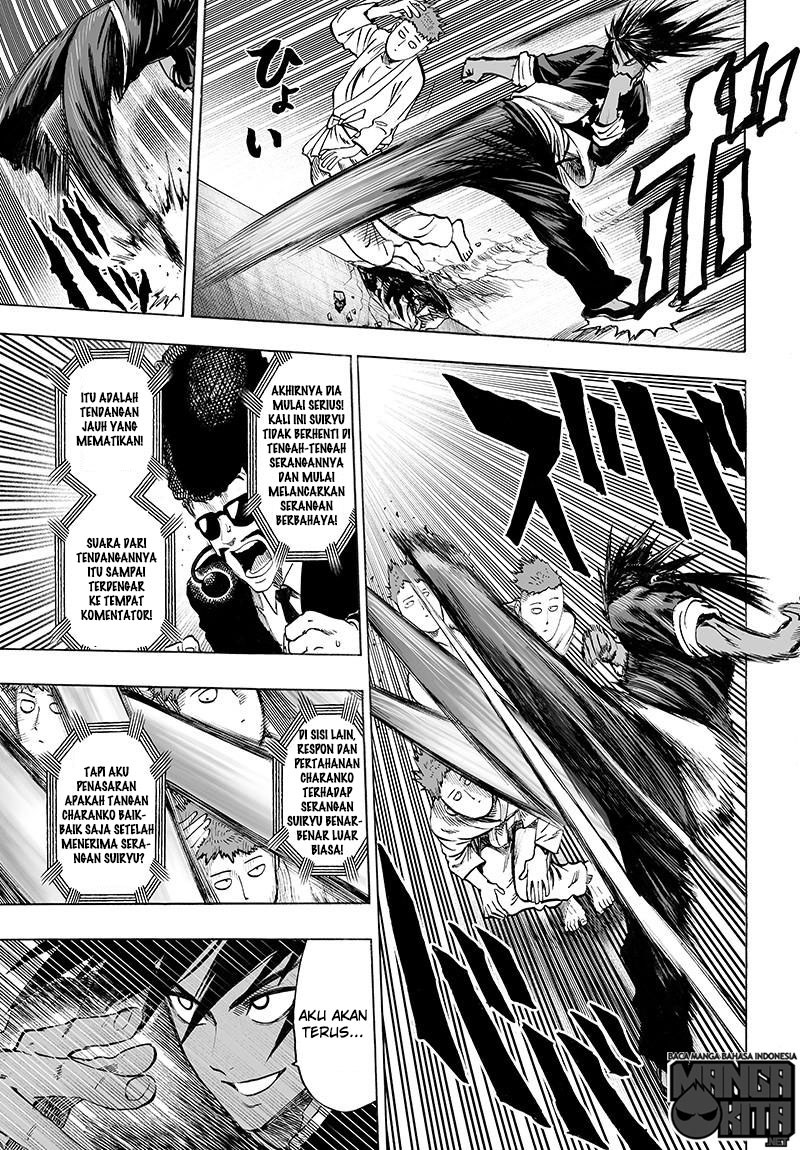 ひょい
ボ
ズババ
AKHIRNYA DIA
MULAI SERIUS!
KALI INI SUIRYU
TIDAK BERHENTI DI
TENGAH-TENGAH
SERANGANNYA
DAN MULAI
MELANCARKAN
SERANGAN
BERBAHAYA!
ITU ADALAH
TENDANGAN
JAUH YANG
MEMATIKAN!
SUARA DARI
TENDANGANNYA
ITU SAMPAI
TERDENGAR
KE TEMPAT
KOMENTATOR!
DI SISI LAIN,
RESPON DAN
PERTAHANAN
CHARANKO
TERHADAP
SERANGAN
SUIRYU BENAR-
BENAR LUAR
BIASA!
TAPI AKU
PENASARAN
APAKAH TANGAN
CHARANKO BAIK-
BAIK SAJA SETELAH
MENERIMA SERA-
NGAN SUIRYU?
AKU AKAN
TERUS...
BACA MANGA BAHASA INDONESIA
MANGA
KITA
.NET